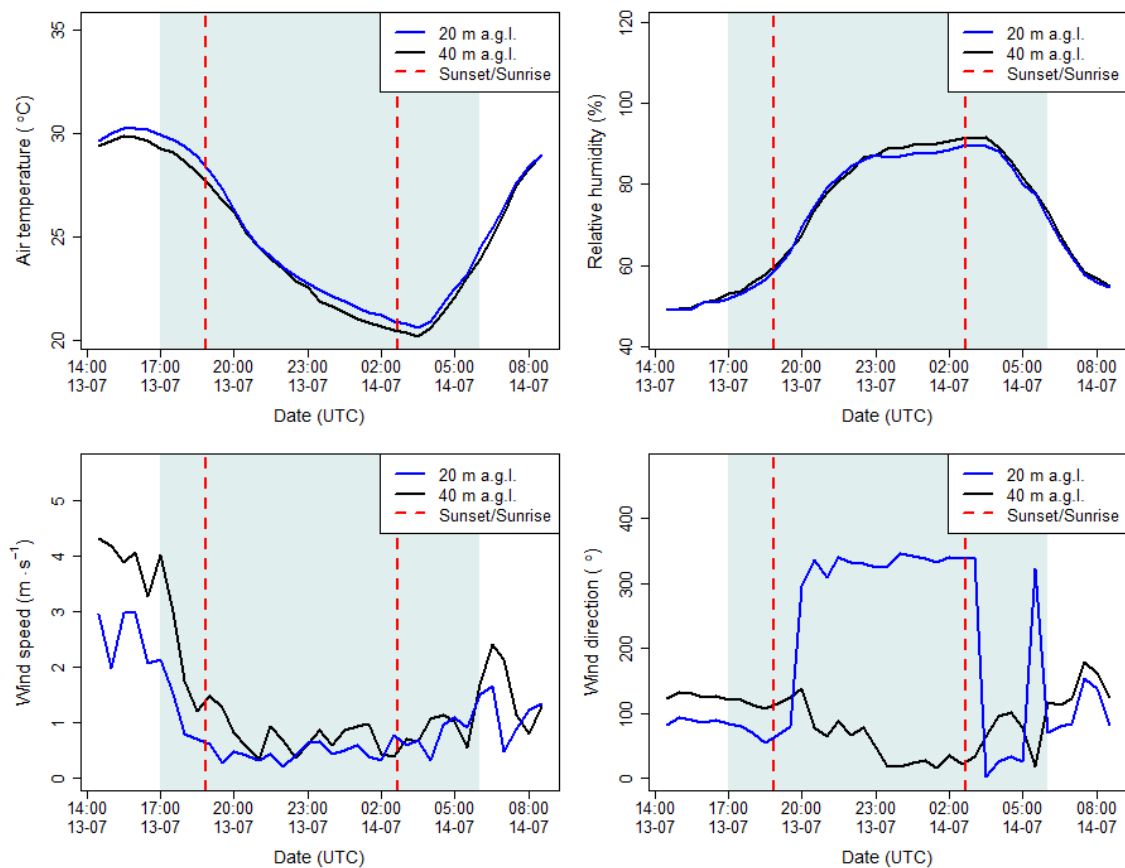 Air temperature ( °C)
35
30
25
20
20 m a.g.l.
40 m a.g.l.
Sunset/Sunrise
14:00 17:00 20:00 23:00 02:00 05:00 08:00
13-07 13-07 13-07 13-07 14-07 14-07 14-07
Date (UTC)
Relative humidity (%)
120
100
80
60
40
20 m a.g.l.
40 m a.g.l.
Sunset/Sunrise
14:00 17:00 20:00 23:00 02:00 05:00 08:00
13-07 13-07 13-07 13-07 14-07 14-07 14-07
Date (UTC)
Wind speed (m · s⁻¹)
5
4
3
2
1
0
20 m a.g.l.
40 m a.g.l.
Sunset/Sunrise
14:00 17:00 20:00 23:00 02:00 05:00 08:00
13-07 13-07 13-07 13-07 14-07 14-07 14-07
Date (UTC)
Wind direction ( °)
400
300
200
100
0
20 m a.g.l.
40 m a.g.l.
Sunset/Sunrise
14:00 17:00 20:00 23:00 02:00 05:00 08:00
13-07 13-07 13-07 13-07 14-07 14-07 14-07
Date (UTC)